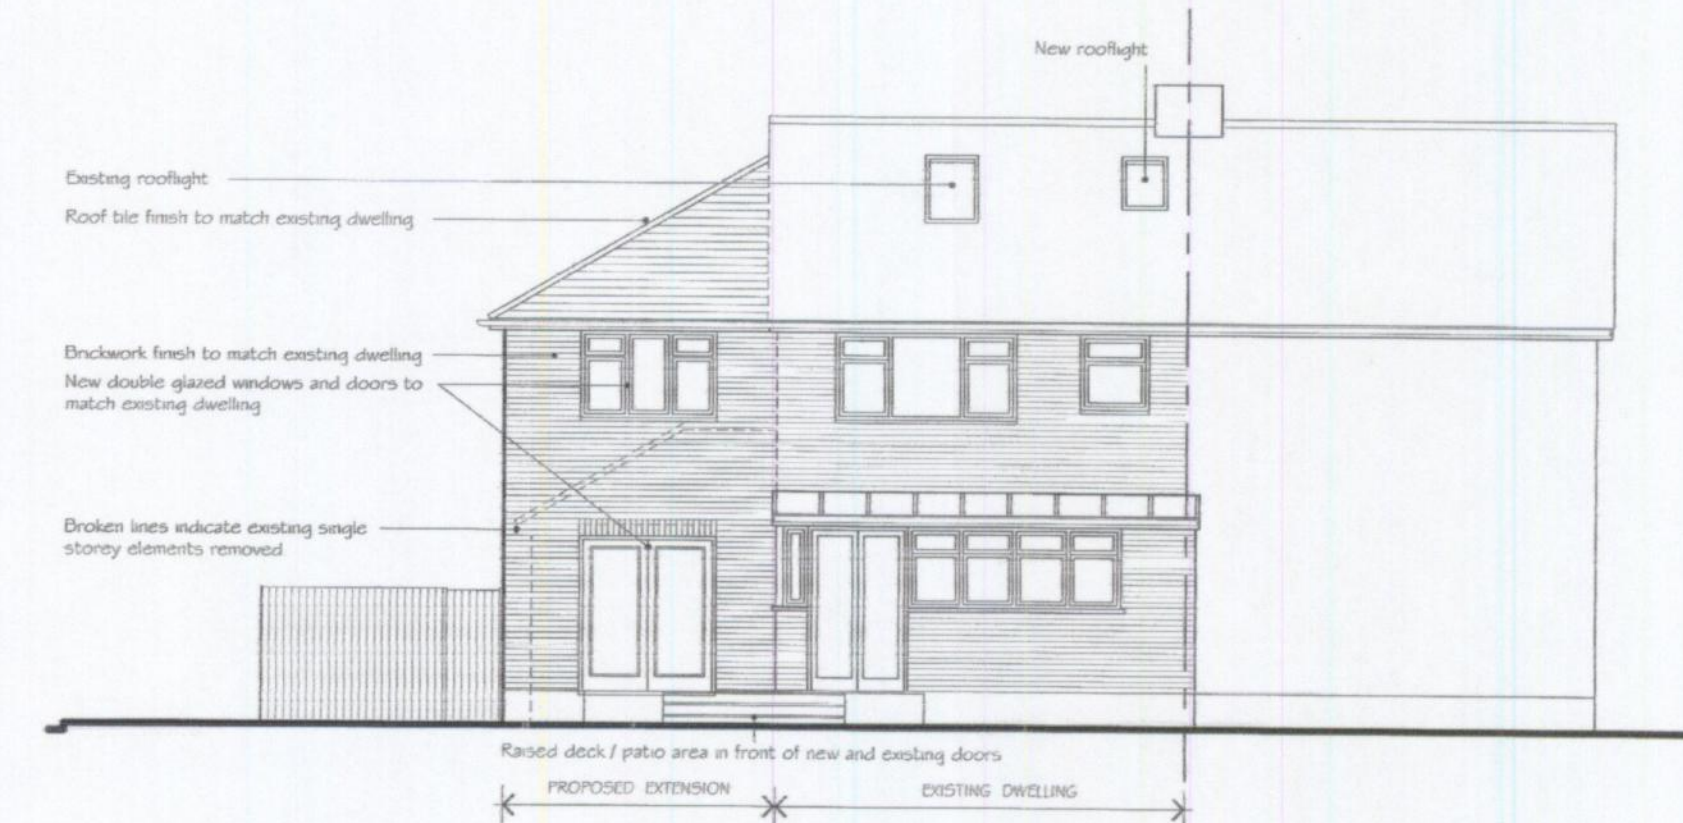 New rooflight
Existing rooflight
Roof tile finish to match existing dwelling
Brickwork finish to match existing dwelling
New double glazed windows and doors to
match existing dwelling
Broken lines indicate existing single
storey elements removed
Raised deck / patio area in front of new and existing doors
PROPOSED EXTENSION
EXISTING DWELLING